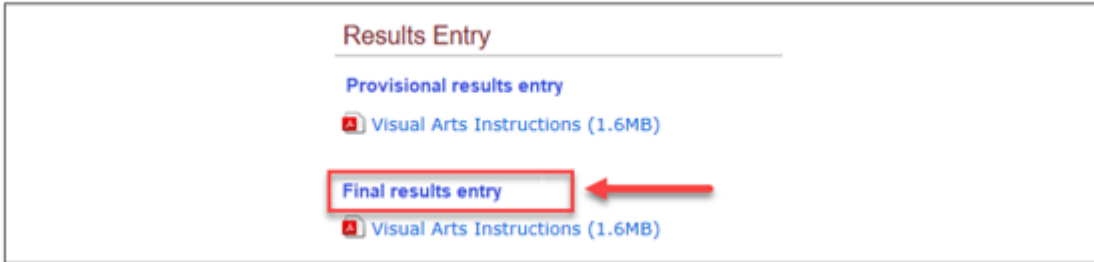 Results Entry
Provisional results entry
Visual Arts Instructions (1.6MB)
Final results entry
Visual Arts Instructions (1.6MB)